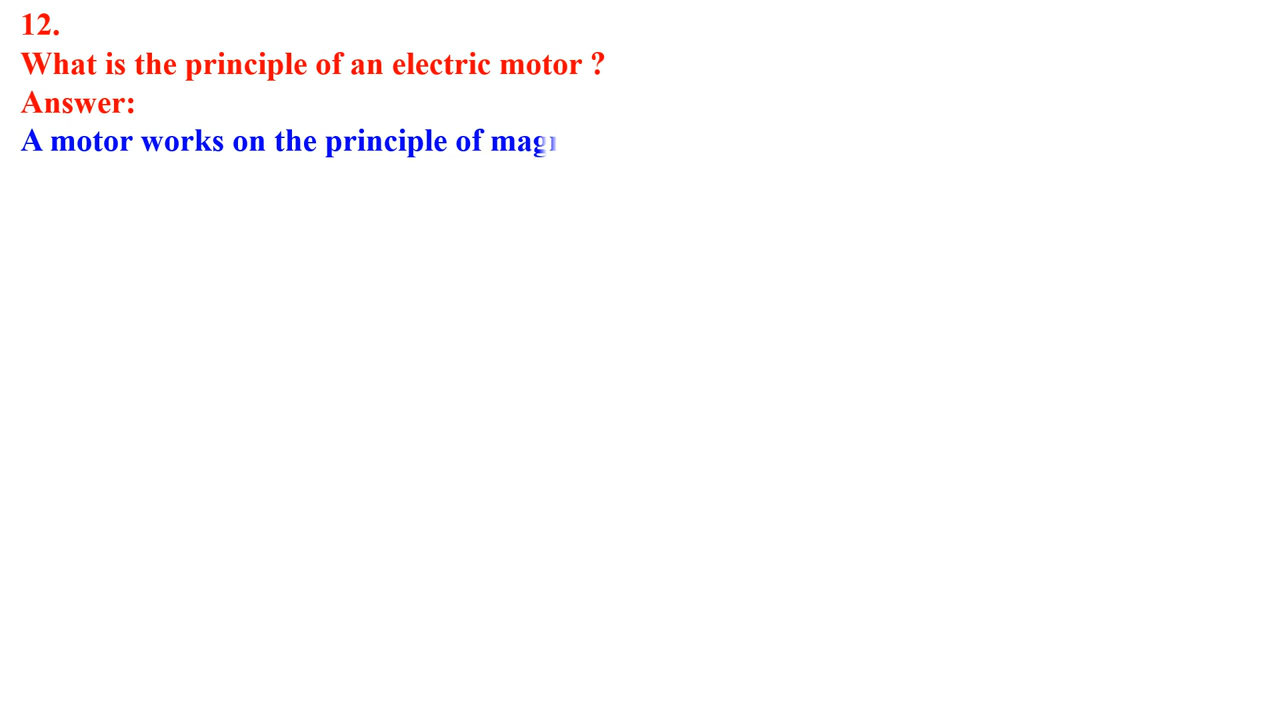 12.
What is the principle of an electric motor ?
Answer:
A motor works on the principle of